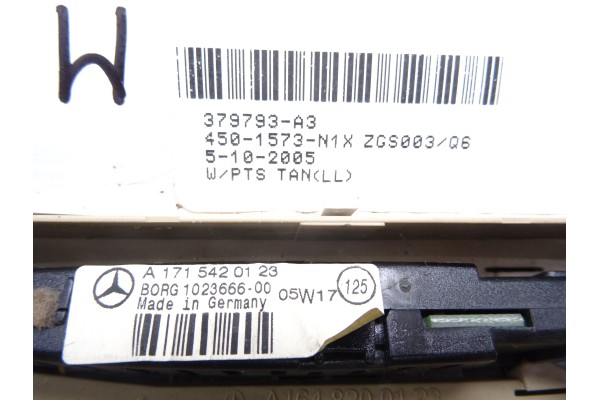 W
379793-A3
450-1573-N1X ZGS003/Q6
5-10-2005
W/PTS TAN(LL)
A 171 542 01 23
BORG 1023666-00
Made in Germany
05W17
125